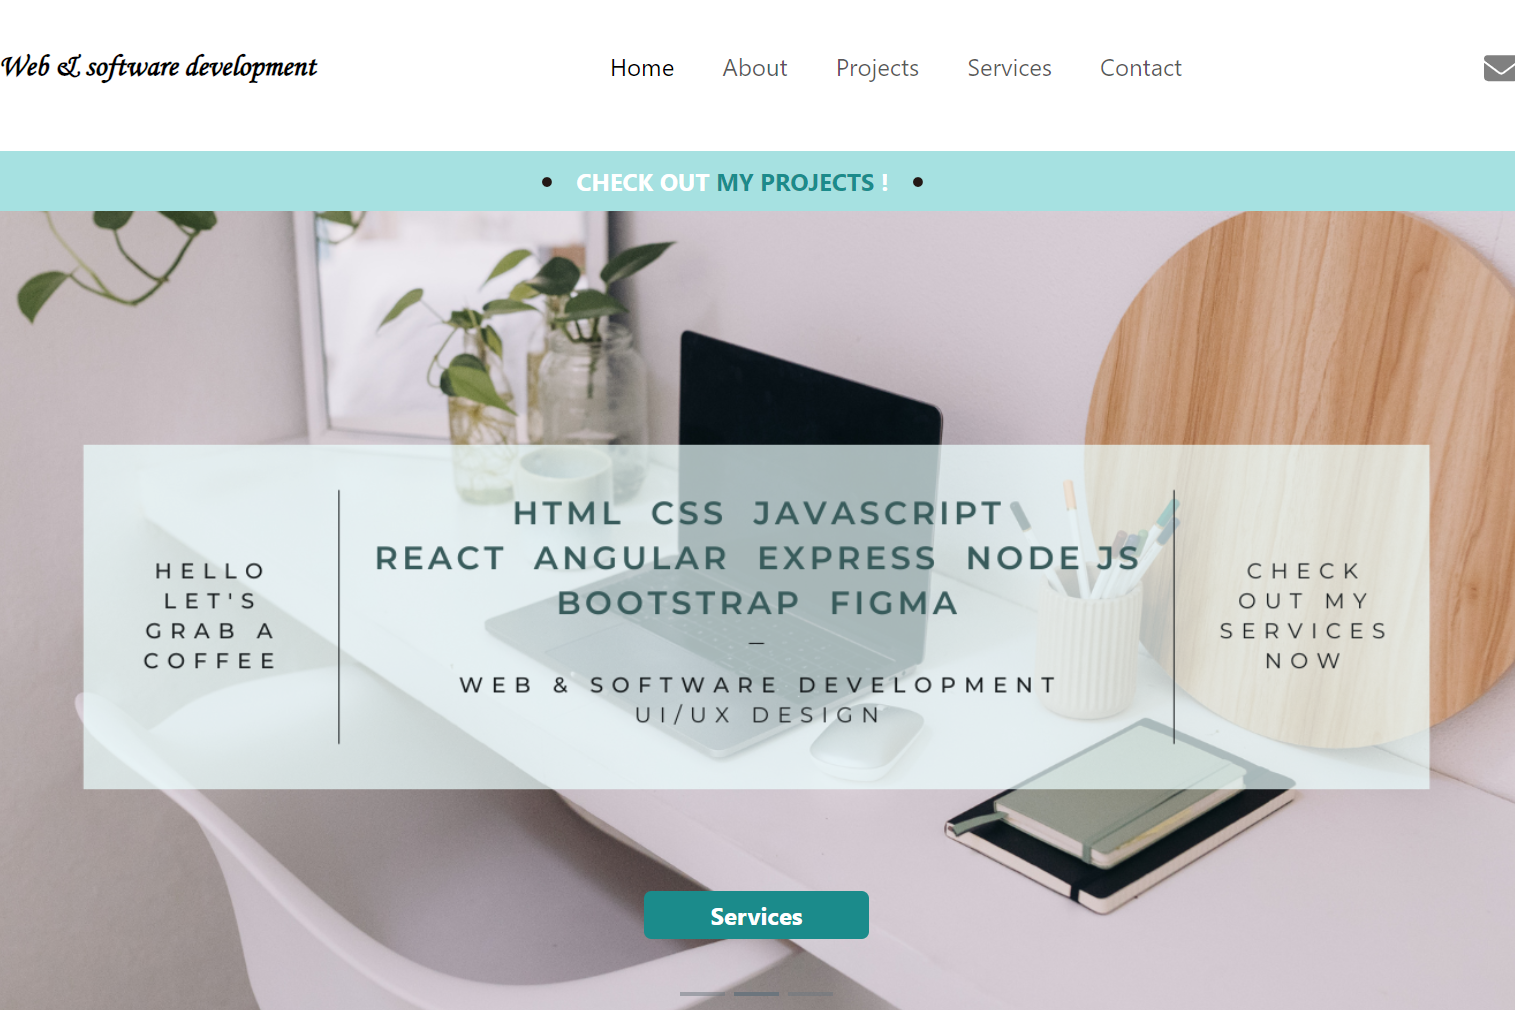 Web & software development
Home About Projects Services Contact
CHECK OUT MY PROJECTS !
HELLO
LET'S
GRAB A
COFFEE
HTML CSS JAVASCRIPT
REACT ANGULAR EXPRESS NODE JS
BOOTSTRAP FIGMA
—
WEB & SOFTWARE DEVELOPMENT
UI/UX DESIGN
CHECK
OUT MY
SERVICES
NOW
Services